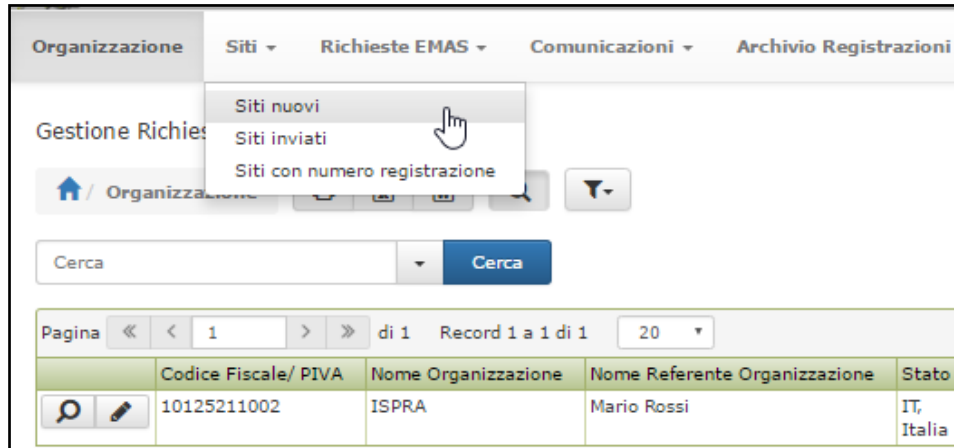 Organizzazione Siti Richieste EMAS Comunicazioni Archivio Registrazioni
Siti nuovi
Gestione
Siti inviati
Siti con numero registrazione
/
Cerca Cerca
Pagina « < 1 > » di 1 Record 1 a 1 di 1 20
Codice Fiscale/ PIVA Nome Organizzazione Nome Referente Organizzazione Stato
10125211002 ISPRA Mario Rossi IT,
Italia